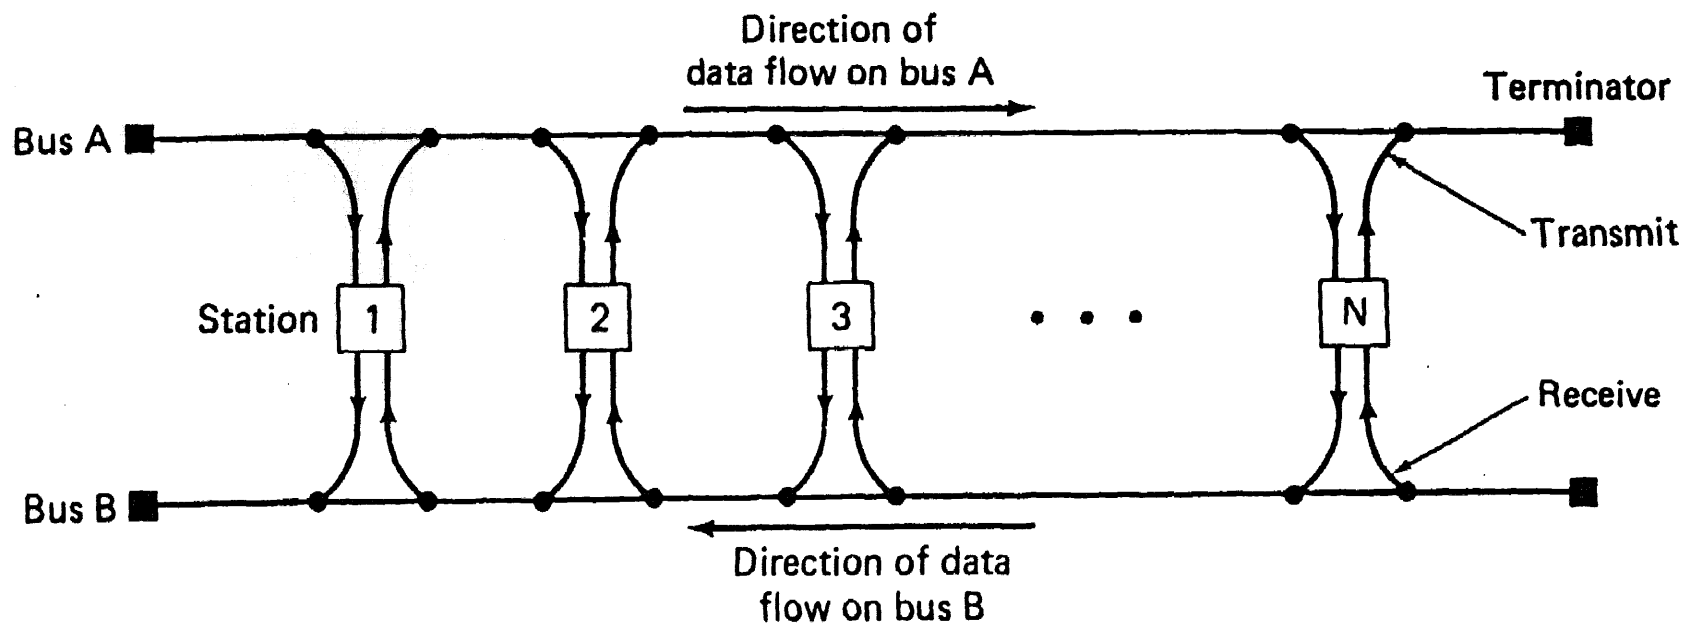 Direction of
data flow on bus A
Terminator
Bus A
Transmit
Station
1
2
3
N
Receive
Bus B
Direction of data
flow on bus B